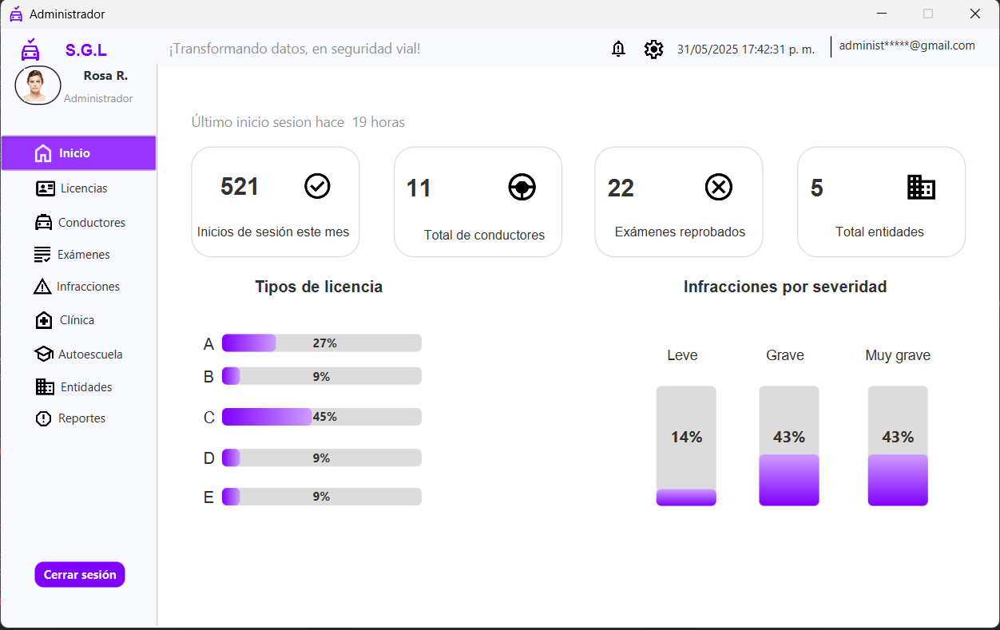 Administrador
S.G.L
¡Transformando datos, en seguridad vial!
31/05/2025 17:42:31 p. m.
administ*****@gmail.com
Rosa R.
Administrador
Inicio
Licencias
Conductores
Exámenes
Infracciones
Clínica
Autoescuela
Entidades
Reportes
Cerrar sesión
Último inicio sesion hace 19 horas
521
Inicios de sesión este mes
11
Total de conductores
22
Exámenes reprobados
5
Total entidades
Tipos de licencia
A 27%
B 9%
C 45%
D 9%
E 9%
Infracciones por severidad
Leve Grave Muy grave
14% 43% 43%